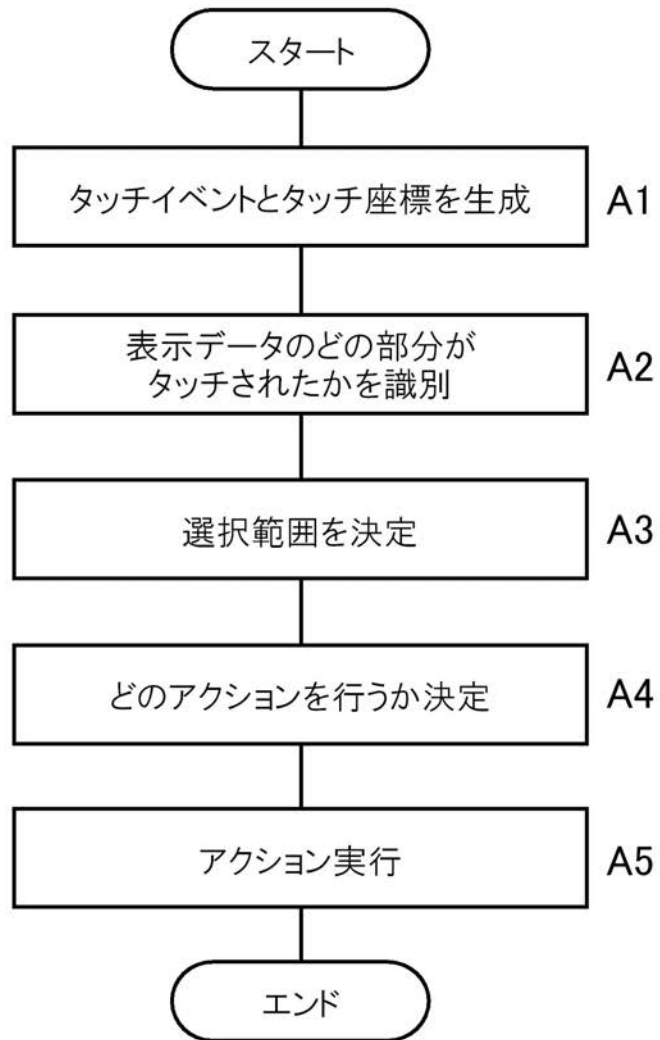 スタート
タッチイベントとタッチ座標を生成 A1
表示データのどの部分が
タッチされたかを識別 A2
選択範囲を決定 A3
どのアクションを行うか決定 A4
アクション実行 A5
エンド